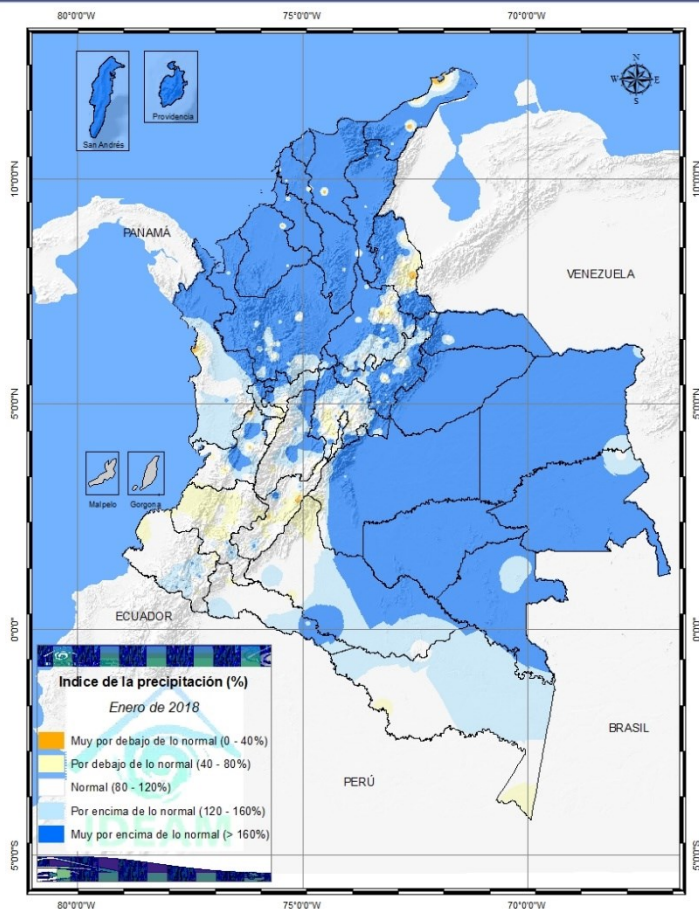 80°0'0"W 75°0'0"W 70°0'0"W
San Andrés
Providencia
N
W E
S
10°0'0"N 10°0'0"N
PANAMÁ
VENEZUELA
5°0'0"N 5°0'0"N
Malpelo
Gorgona
ECUADOR
0°0'0" 0°0'0"
Indice de la precipitación (%)
Enero de 2018
Muy por debajo de lo normal (0 - 40%)
Por debajo de lo normal (40 - 80%)
Normal (80 - 120%)
Por encima de lo normal (120 - 160%)
Muy por encima de lo normal (> 160%)
IDEAM
BRASIL
PERÚ
5°0'0"S 5°0'0"S
80°0'0"W 75°0'0"W 70°0'0"W